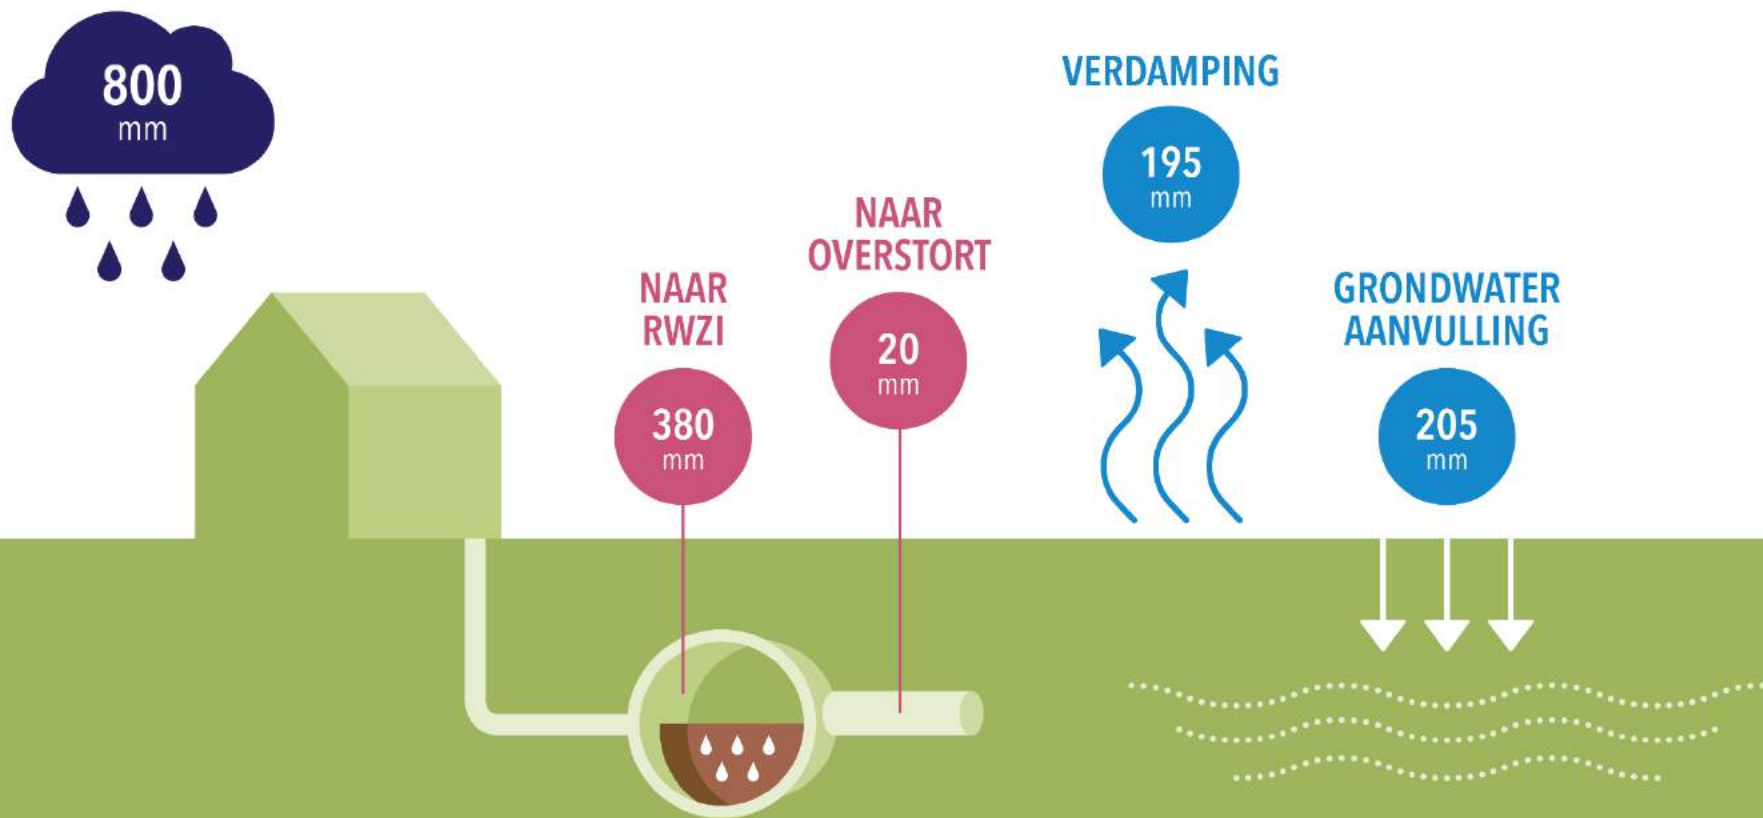 800
mm
NAAR
RWZI
380
mm
NAAR
OVERSTORT
20
mm
VERDAMPING
195
mm
GRONDWATER
AANVULLING
205
mm